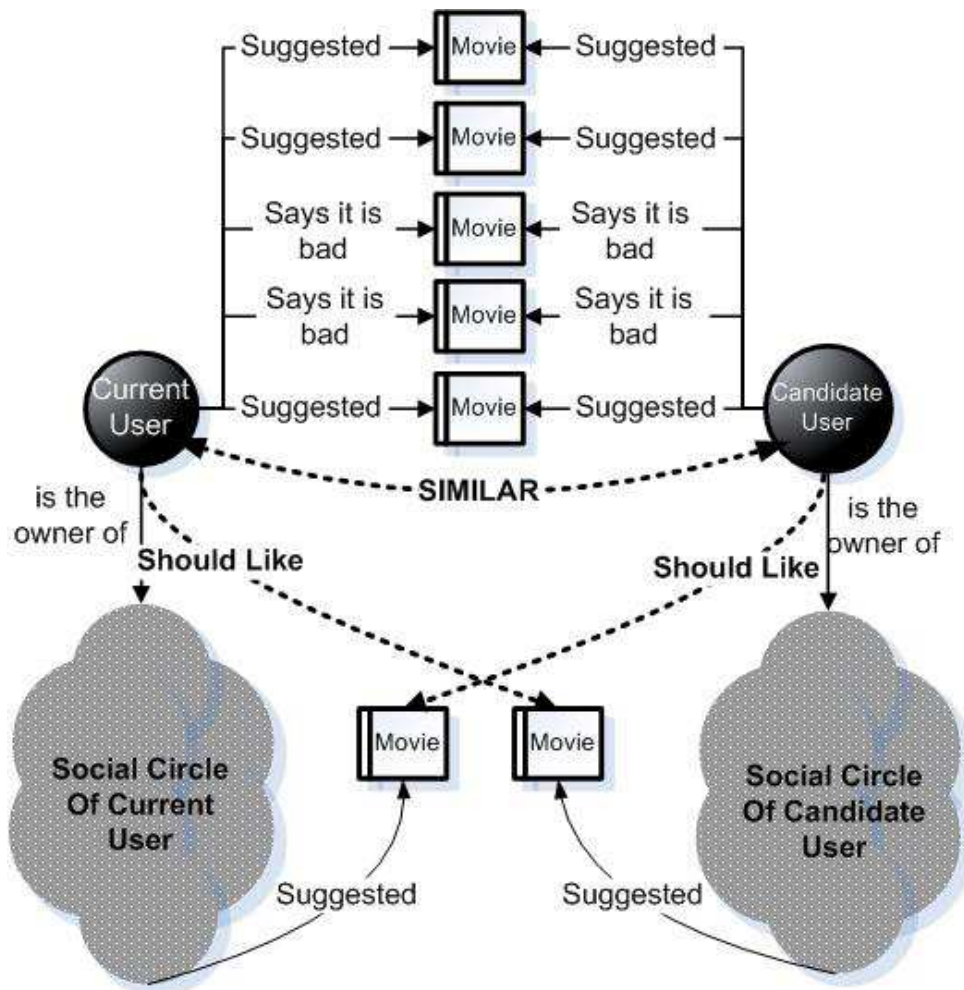 Suggested Movie Suggested
Suggested Movie Suggested
Says it is
bad
Movie
Says it is
bad
Says it is
bad
Movie
Says it is
bad
Current
User
Suggested Movie Suggested
Candidate
User
SIMILAR
is the
owner of
is the
owner of
Should Like
Should Like
Movie
Movie
Social Circle
Of Current
User
Social Circle
Of Candidate
User
Suggested
Suggested